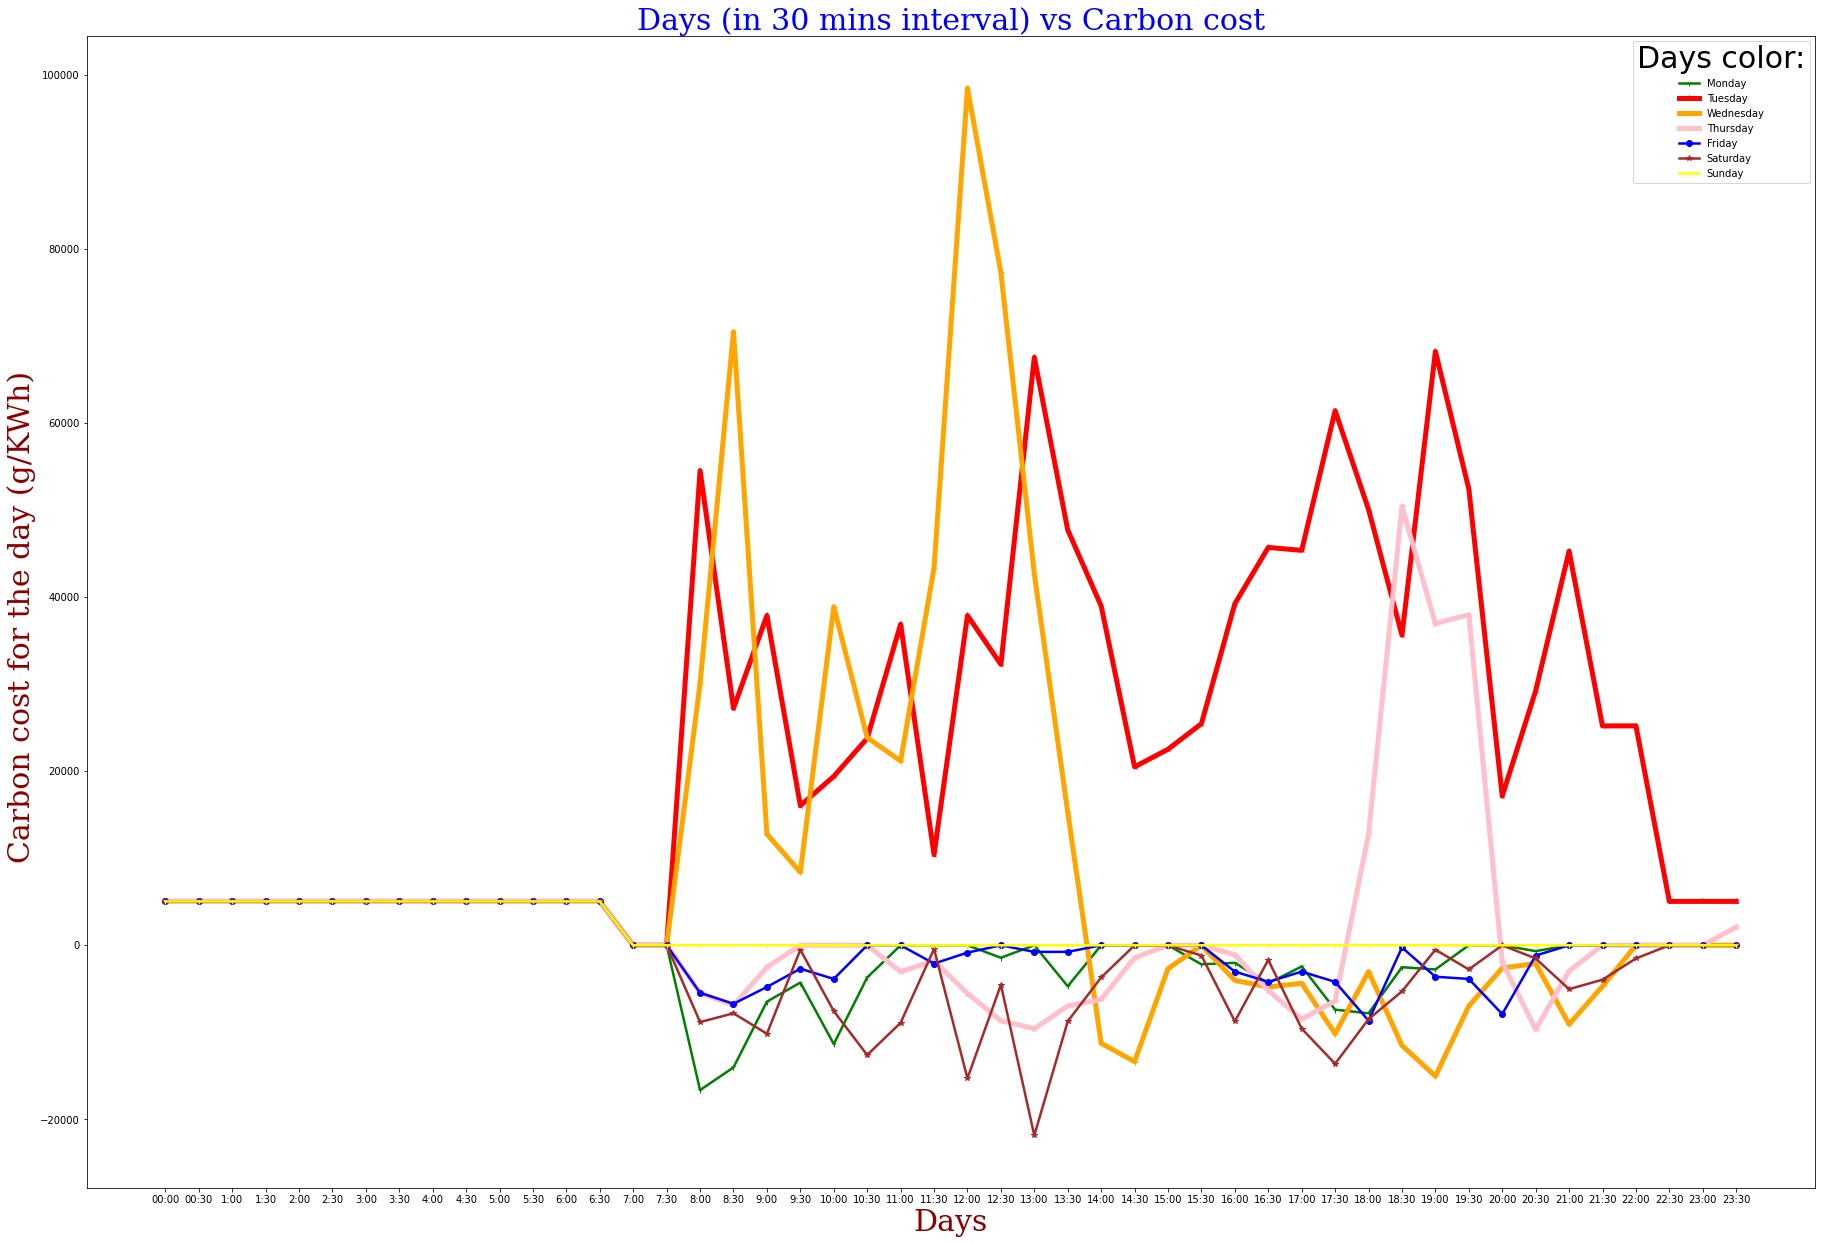 Days (in 30 mins interval) vs Carbon cost
Days color:
Monday
Tuesday
Wednesday
Thursday
Friday
Saturday
Sunday
Carbon cost for the day (g/KWh)
100000
80000
60000
40000
20000
0
−20000
00:00 00:30 1:00 1:30 2:00 2:30 3:00 3:30 4:00 4:30 5:00 5:30 6:00 6:30 7:00 7:30 8:00 8:30 9:00 9:30 10:00 10:30 11:00 11:30 12:00 12:30 13:00 13:30 14:00 14:30 15:00 15:30 16:00 16:30 17:00 17:30 18:00 18:30 19:00 19:30 20:00 20:30 21:00 21:30 22:00 22:30 23:00 23:30
Days